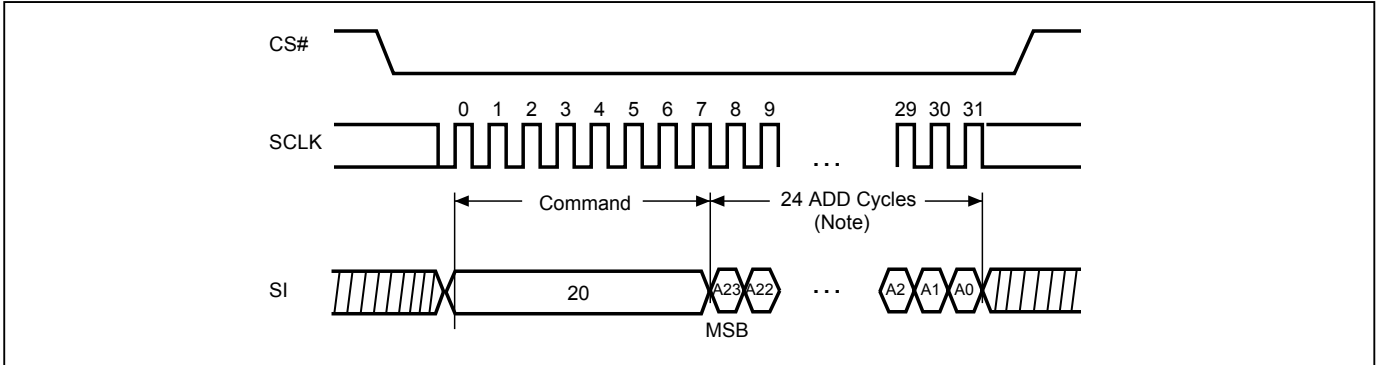 CS#
0 1 2 3 4 5 6 7 8 9 29 30 31
SCLK
...
Command 24 ADD Cycles
(Note)
SI 20 A23 A22 ... A2 A1 A0
MSB